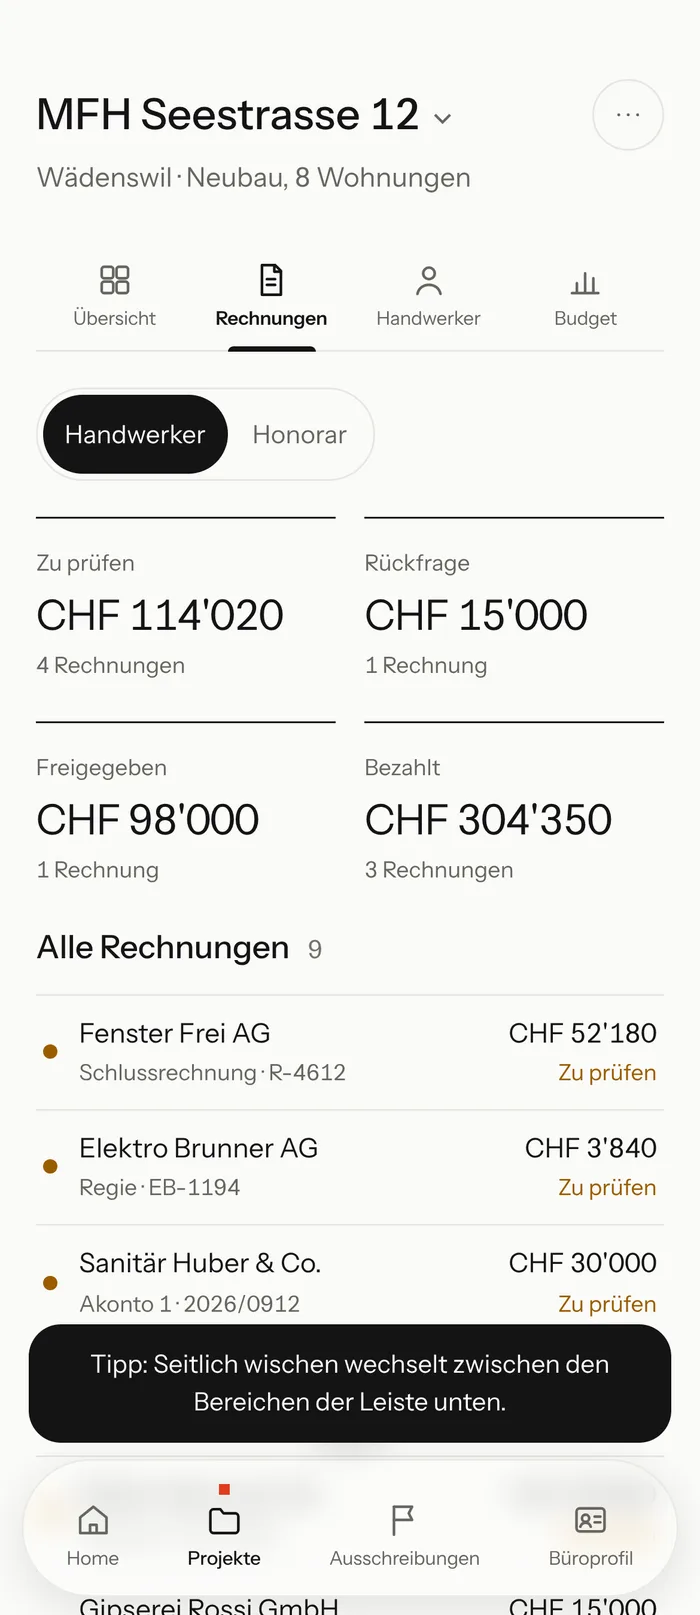 MFH Seestrasse 12
Wädenswil · Neubau, 8 Wohnungen
Übersicht
Rechnungen
Handwerker
Budget
Handwerker
Honorar
Zu prüfen
Rückfrage
CHF 114'020
CHF 15'000
4 Rechnungen
1 Rechnung
Freigegeben
Bezahlt
CHF 98'000
CHF 304'350
1 Rechnung
3 Rechnungen
Alle Rechnungen 9
Fenster Frei AG
CHF 52'180
Schlussrechnung · R-4612
Zu prüfen
Elektro Brunner AG
CHF 3'840
Regie · EB-1194
Zu prüfen
Sanitär Huber & Co.
CHF 30'000
Akonto 1 · 2026/0912
Zu prüfen
Tipp: Seitlich wischen wechselt zwischen den
Bereichen der Leiste unten.
Home
Projekte
Ausschreibungen
Büroprofil
Gipserei Rossi GmbH
CHF 15'000